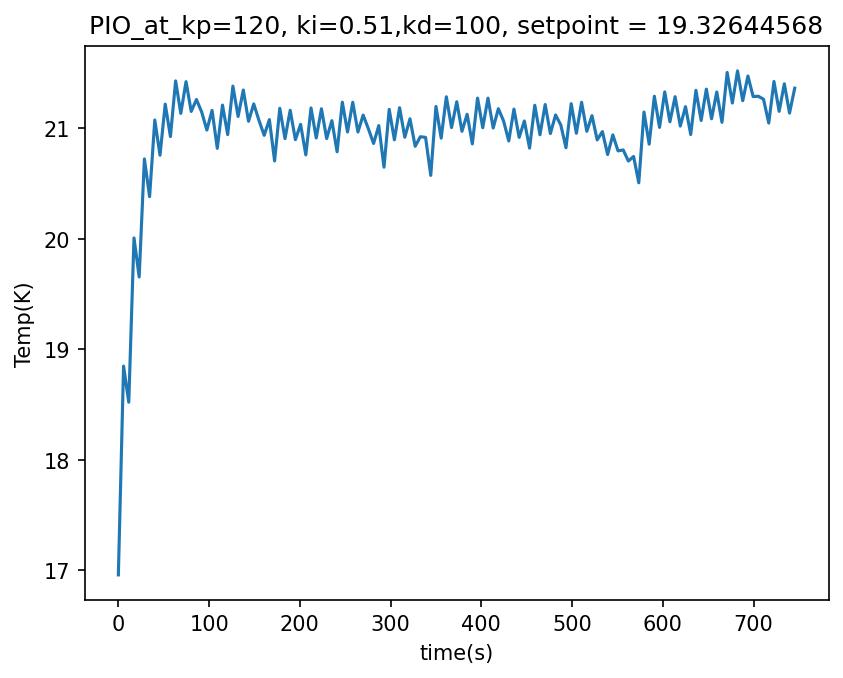 PIO_at_kp=120, ki=0.51,kd=100, setpoint = 19.32644568
21
20
19
18
17
Temp(K)
0 100 200 300 400 500 600 700
time(s)